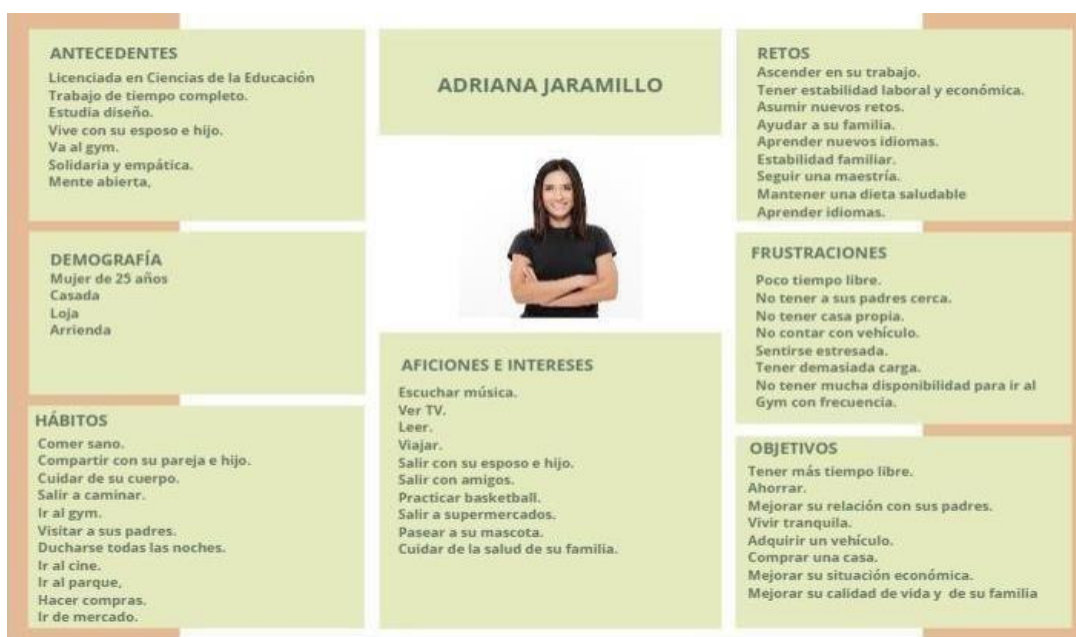 ANTECEDENTES
Licenciada en Ciencias de la Educación
Trabajo de tiempo completo.
Estudia diseño.
Vive con su esposo e hijo.
Va al gym.
Solidaria y empática.
Mente abierta,
DEMOGRAFÍA
Mujer de 25 años
Casada
Loja
Arrienda
HÁBITOS
Comer sano.
Compartir con su pareja e hijo.
Cuidar de su cuerpo.
Salir a caminar.
Ir al gym.
Visitar a sus padres.
Ducharse todas las noches.
Ir al cine.
Ir al parque,
Hacer compras.
Ir de mercado.
ADRIANA JARAMILLO
AFICIONES E INTERESES
Escuchar música.
Ver TV.
Leer.
Viajar.
Salir con su esposo e hijo.
Salir con amigos.
Practicar basketball.
Salir a supermercados.
Pasear a su mascota.
Cuidar de la salud de su familia.
RETOS
Ascender en su trabajo.
Tener estabilidad laboral y económica.
Asumir nuevos retos.
Ayudar a su familia.
Aprender nuevos idiomas.
Estabilidad familiar.
Seguir una maestría.
Mantener una dieta saludable
Aprender idiomas.
FRUSTRACIONES
Poco tiempo libre.
No tener a sus padres cerca.
No tener casa propia.
No contar con vehículo.
Sentirse estresada.
Tener demasiada carga.
No tener mucha disponibilidad para ir al
Gym con frecuencia.
OBJETIVOS
Tener más tiempo libre.
Ahorrar.
Mejorar su relación con sus padres.
Vivir tranquila.
Adquirir un vehículo.
Comprar una casa.
Mejorar su situación económica.
Mejorar su calidad de vida y de su familia